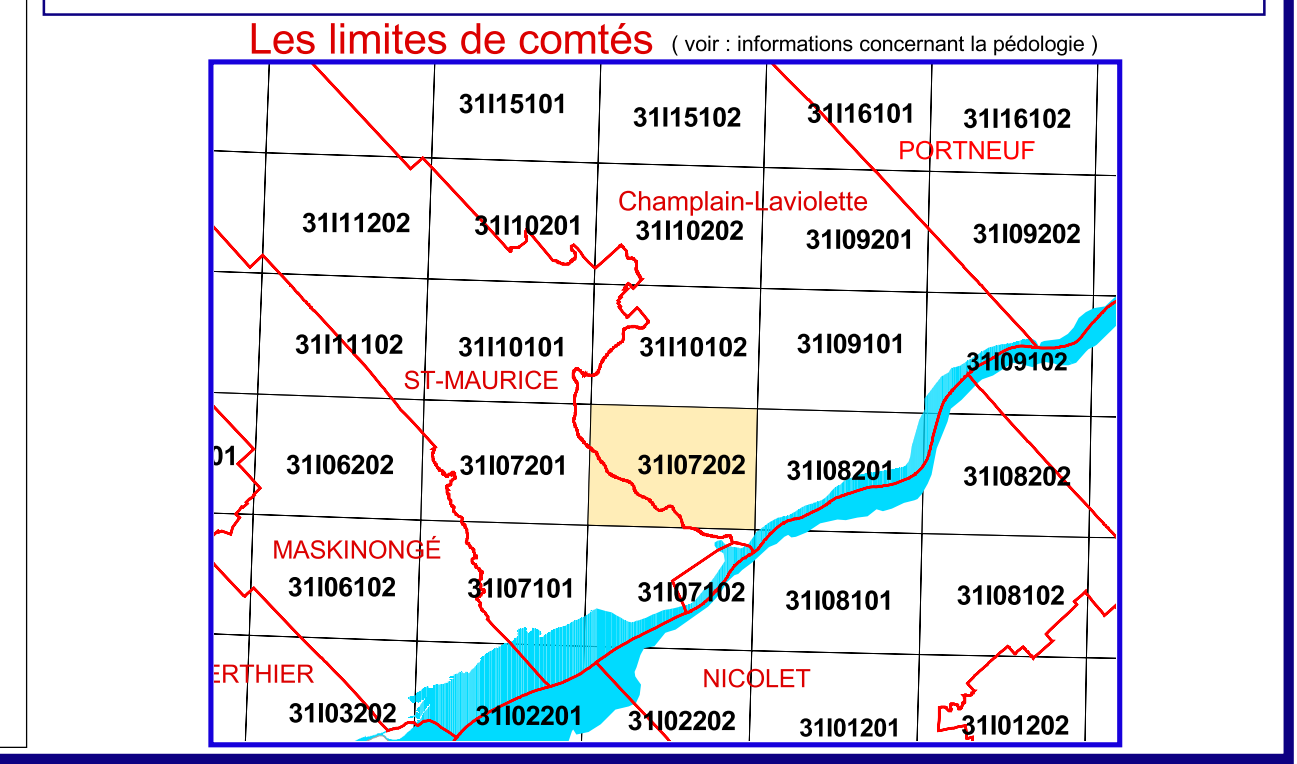 Les limites de comtés ( voir : informations concernant la pédologie )
31I15101
31I15102
31I16101
31I16102
PORTNEUF
Champlain-Laviolette
31I11202
31I10201
31I10202
31I09201
31I09202
31I11102
31I10101
31I10102
31I09101
31I09102
ST-MAURICE
01
31I06202
31I07201
31I07202
31I08201
31I08202
MASKINONGÉ
31I06102
31I07101
31I07102
31I08101
31I08102
ERTHIER
NICOLET
31I03202
31I02201
31I02202
31I01201
31I01202